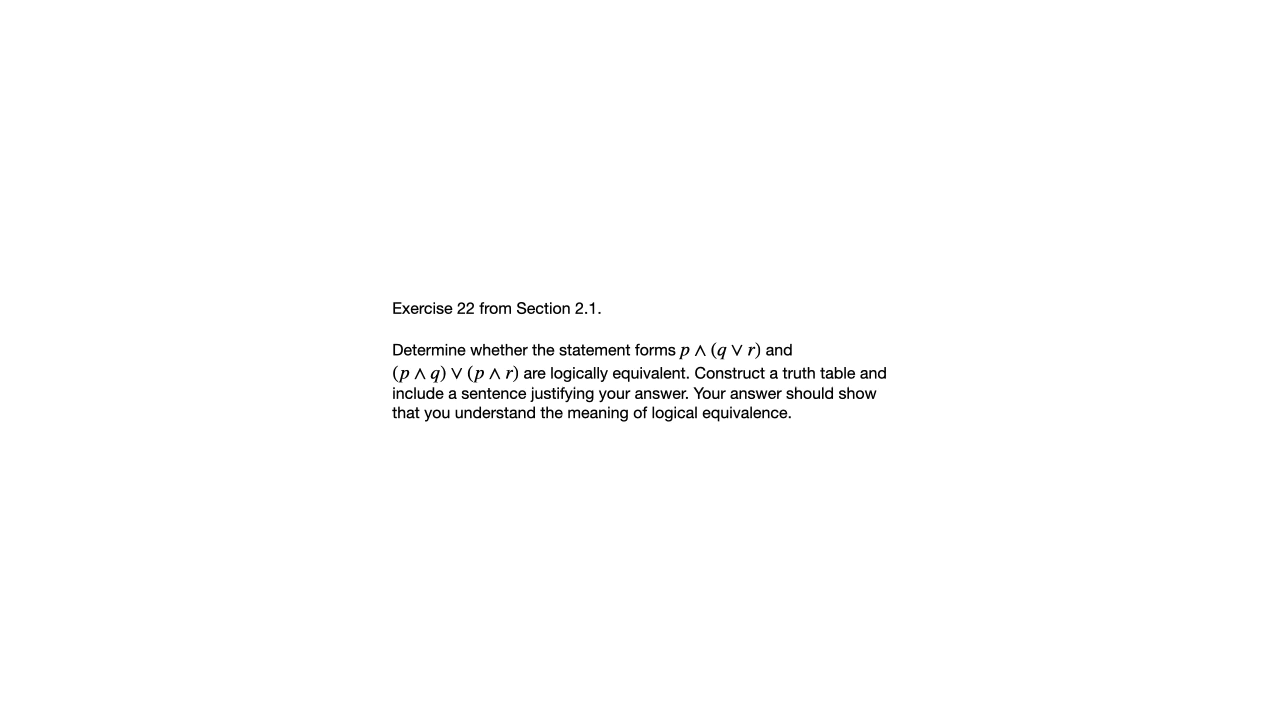 Exercise 22 from Section 2.1.
Determine whether the statement forms p ∧ (q ∨ r) and
(p ∧ q) ∨ (p ∧ r) are logically equivalent. Construct a truth table and
include a sentence justifying your answer. Your answer should show
that you understand the meaning of logical equivalence.